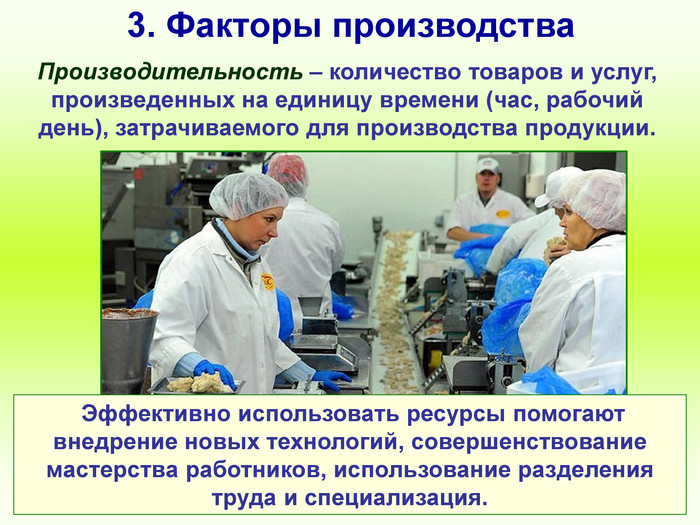 3. Факторы производства
Производительность – количество товаров и услуг,
произведенных на единицу времени (час, рабочий
день), затрачиваемого для производства продукции.
Эффективно использовать ресурсы помогают
внедрение новых технологий, совершенствование
мастерства работников, использование разделения
труда и специализация.